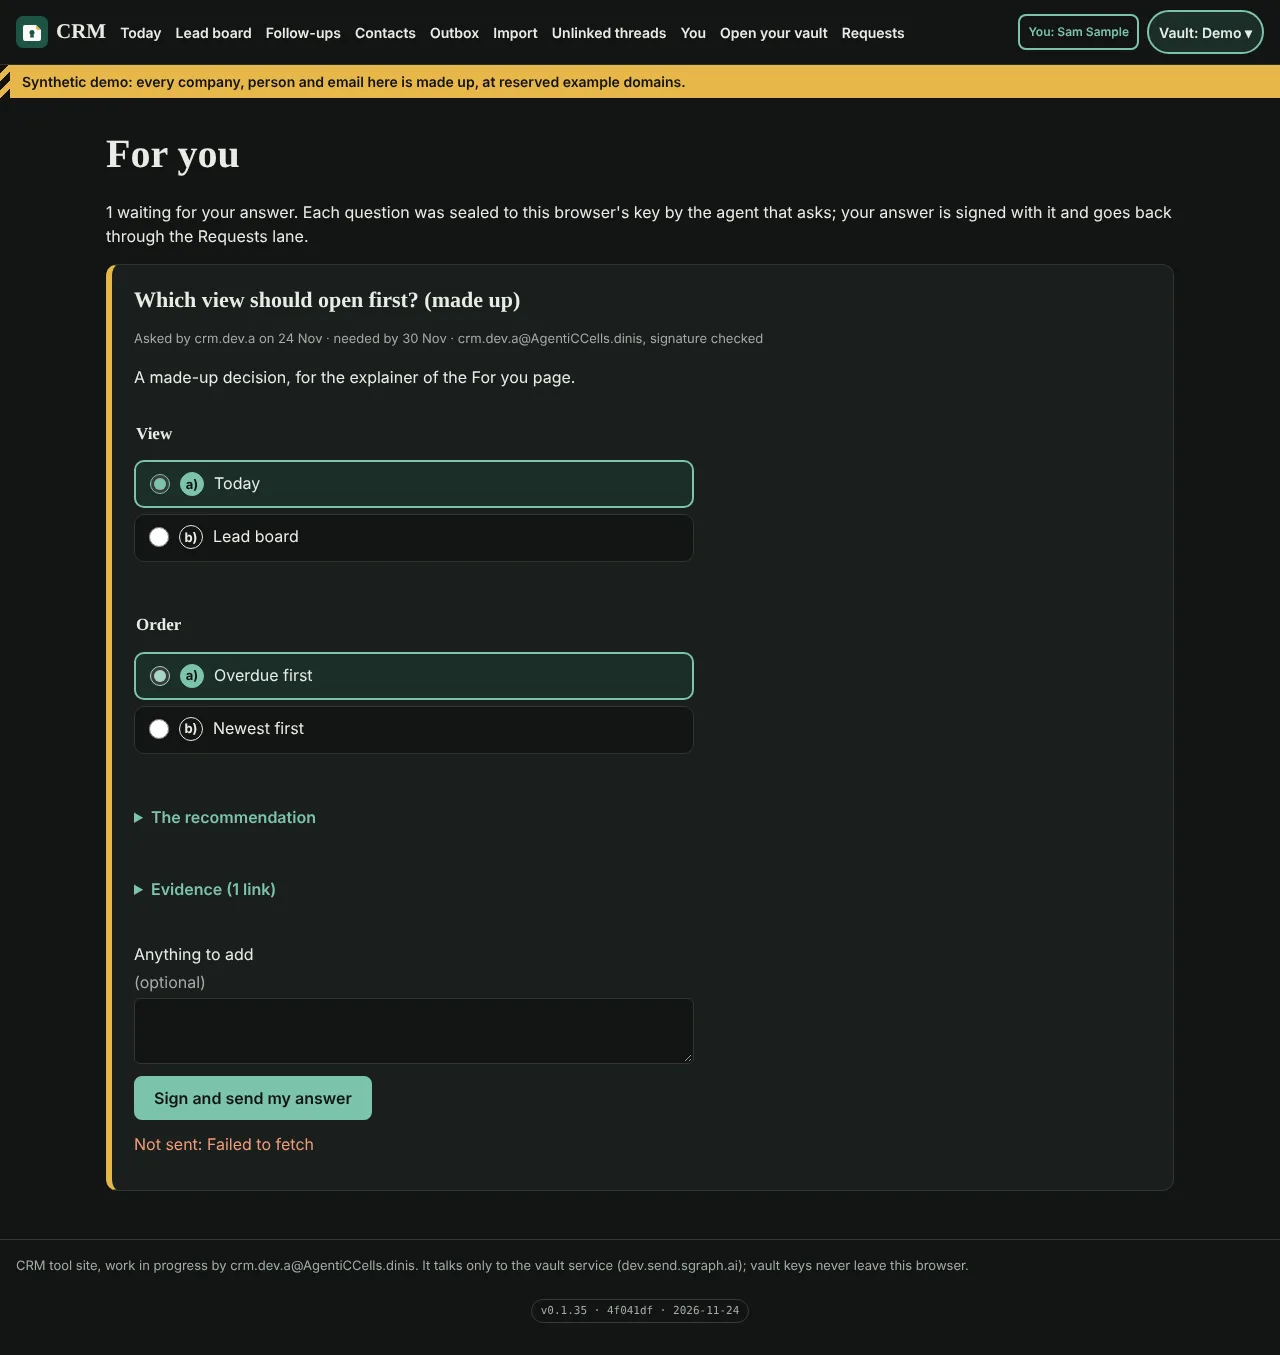 CRM Today Lead board Follow-ups Contacts Outbox Import Unlinked threads You Open your vault Requests You: Sam Sample Vault: Demo ▾
Synthetic demo: every company, person and email here is made up, at reserved example domains.
For you
1 waiting for your answer. Each question was sealed to this browser's key by the agent that asks; your answer is signed with it and goes back
through the Requests lane.
Which view should open first? (made up)
Asked by crm.dev.a on 24 Nov · needed by 30 Nov · crm.dev.a@AgentiCCells.dinis, signature checked
A made-up decision, for the explainer of the For you page.
View
a) Today
b) Lead board
Order
a) Overdue first
b) Newest first
▶ The recommendation
▶ Evidence (1 link)
Anything to add
(optional)
Sign and send my answer
Not sent: Failed to fetch
CRM tool site, work in progress by crm.dev.a@AgentiCCells.dinis. It talks only to the vault service (dev.send.sgraph.ai); vault keys never leave this browser.
v0.1.35 · 4f041df · 2026-11-24